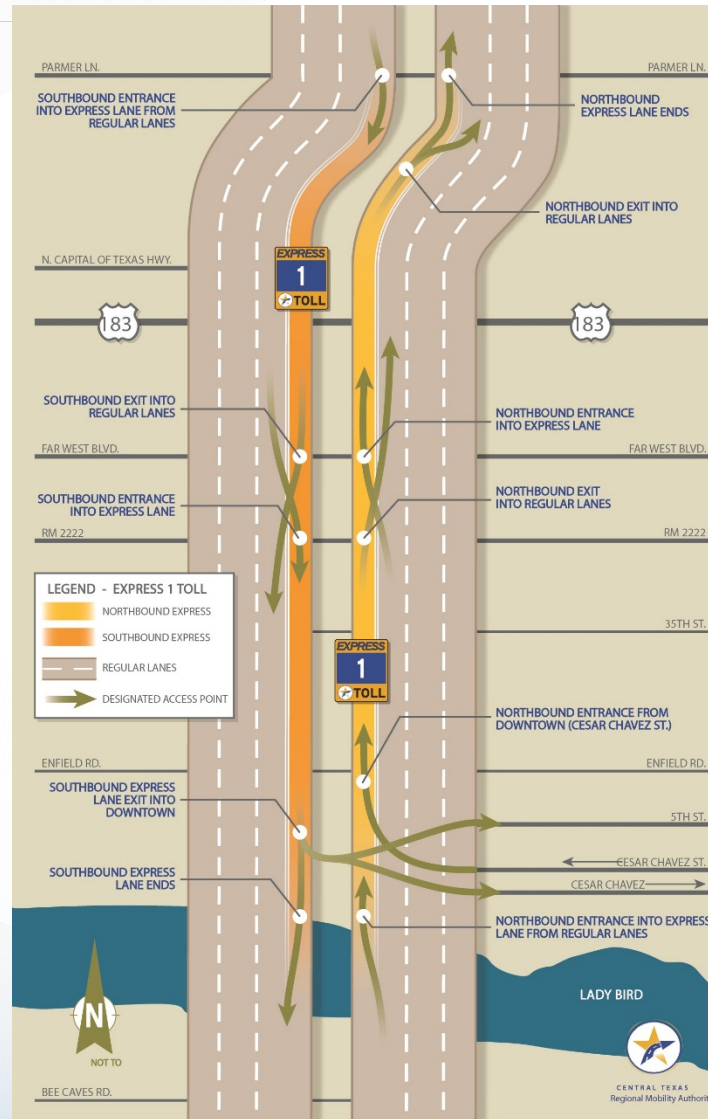 PARMER LN.
PARMER LN.
SOUTHBOUND ENTRANCE
INTO EXPRESS LANE FROM
REGULAR LANES
NORTHBOUND
EXPRESS LANE ENDS
NORTHBOUND EXIT INTO
REGULAR LANES
N. CAPITAL OF TEXAS HWY.
EXPRESS
1
TOLL
183
183
SOUTHBOUND EXIT INTO
REGULAR LANES
NORTHBOUND ENTRANCE
INTO EXPRESS LANE
FAR WEST BLVD.
FAR WEST BLVD.
SOUTHBOUND ENTRANCE
INTO EXPRESS LANE
NORTHBOUND EXIT
INTO REGULAR LANES
RM 2222
RM 2222
LEGEND - EXPRESS 1 TOLL
NORTHBOUND EXPRESS
SOUTHBOUND EXPRESS
REGULAR LANES
DESIGNATED ACCESS POINT
35TH ST.
EXPRESS
1
TOLL
NORTHBOUND ENTRANCE FROM
DOWNTOWN (CESAR CHAVEZ ST.)
ENFIELD RD.
ENFIELD RD.
SOUTHBOUND EXPRESS
LANE EXIT INTO
DOWNTOWN
5TH ST.
CESAR CHAVEZ ST.
SOUTHBOUND EXPRESS
LANE ENDS
CESAR CHAVEZ
NORTHBOUND ENTRANCE INTO EXPRESS
LANE FROM REGULAR LANES
LADY BIRD
N
NOT TO
BEE CAVES RD.
CENTRAL TEXAS
Regional Mobility Authorit